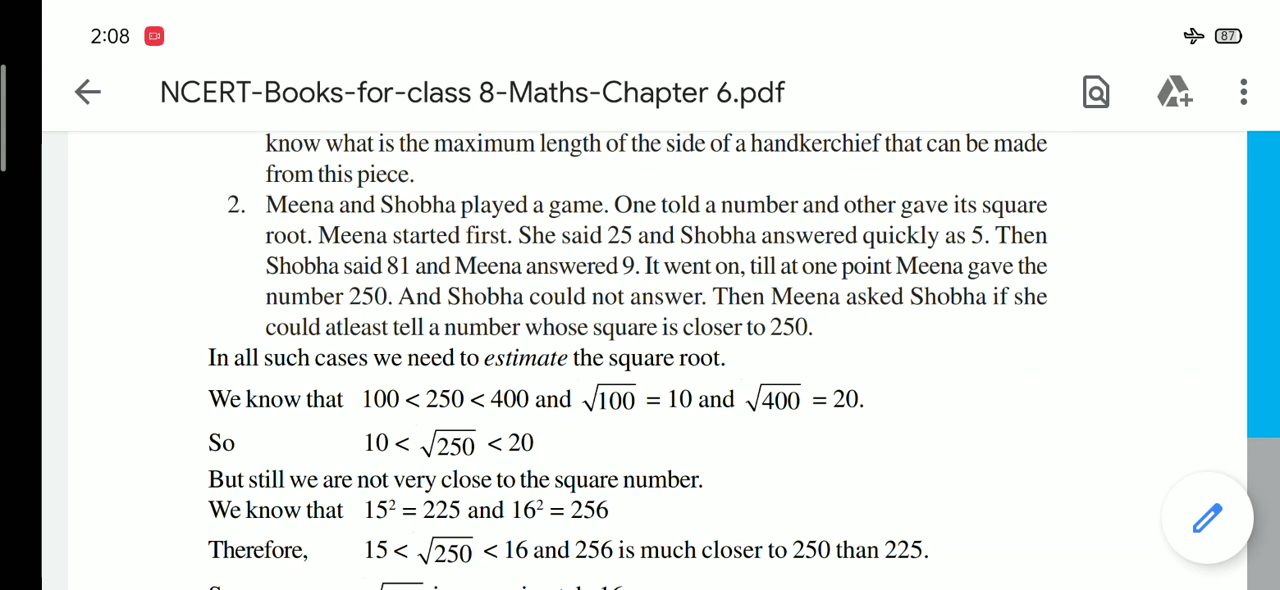 2:08
87
NCERT-Books-for-class 8-Maths-Chapter 6.pdf
know what is the maximum length of the side of a handkerchief that can be made
from this piece.
2. Meena and Shobha played a game. One told a number and other gave its square
root. Meena started first. She said 25 and Shobha answered quickly as 5. Then
Shobha said 81 and Meena answered 9. It went on, till at one point Meena gave the
number 250. And Shobha could not answer. Then Meena asked Shobha if she
could atleast tell a number whose square is closer to 250.
In all such cases we need to estimate the square root.
We know that 100 < 250 < 400 and √100 = 10 and √400 = 20.
So 10 < √250 < 20
But still we are not very close to the square number.
We know that 15² = 225 and 16² = 256
Therefore, 15 < √250 < 16 and 256 is much closer to 250 than 225.